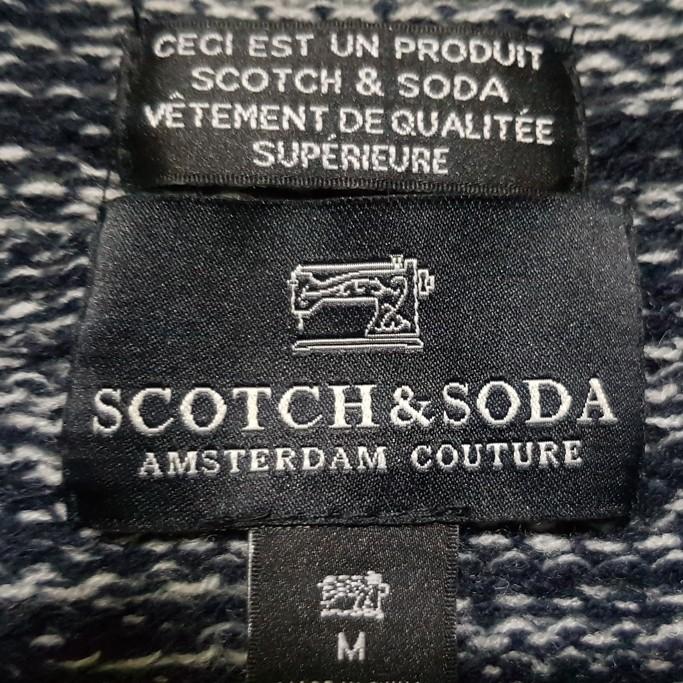 CECI EST UN PRODUIT
SCOTCH & SODA
VÊTEMENT DE QUALITÉE
SUPÉRIEURE
SCOTCH & SODA
AMSTERDAM COUTURE
M